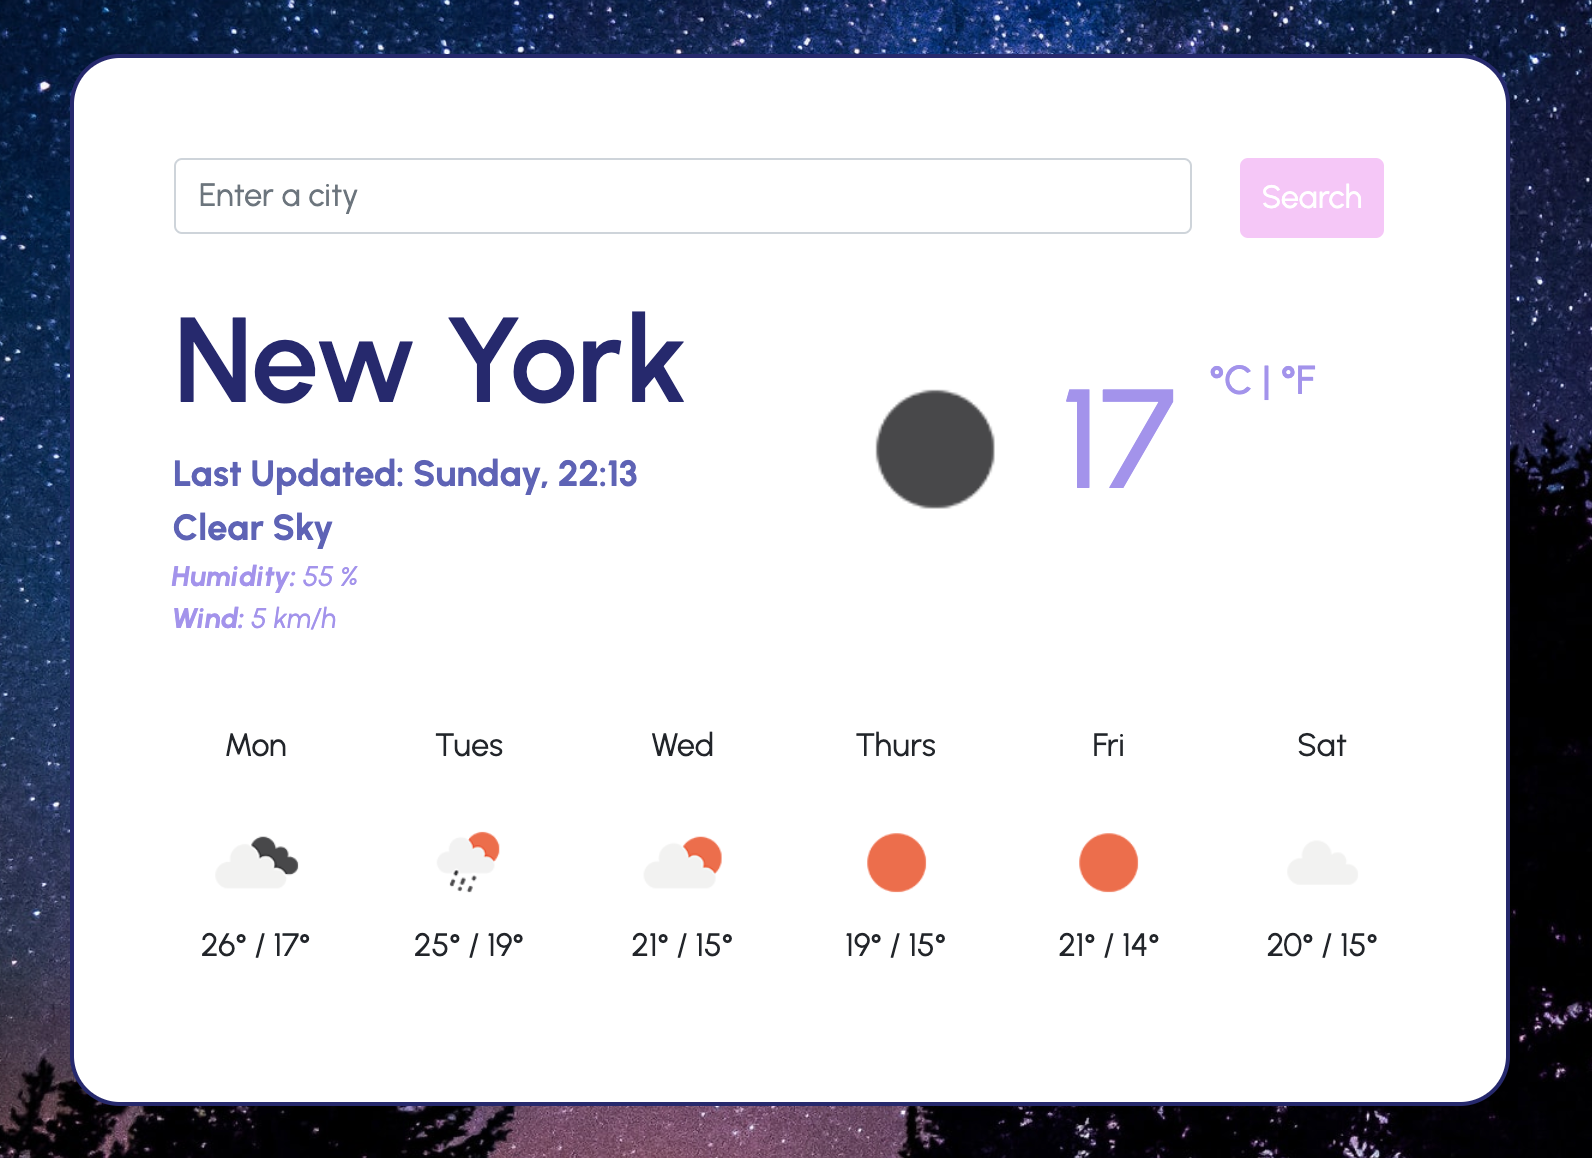 Enter a city
Search
New York
17
°C | °F
Last Updated: Sunday, 22:13
Clear Sky
Humidity: 55 %
Wind: 5 km/h
Mon Tues Wed Thurs Fri Sat
26° / 17° 25° / 19° 21° / 15° 19° / 15° 21° / 14° 20° / 15°